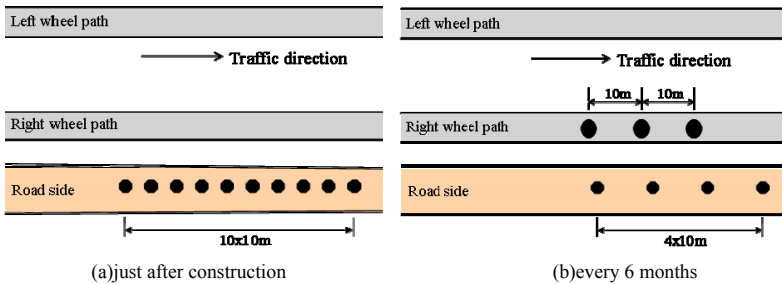 Left wheel path
Traffic direction
Right wheel path
Road side
10x10m
(a)just after construction
Left wheel path
Traffic direction
10m
10m
Right wheel path
Road side
4x10m
(b)every 6 months